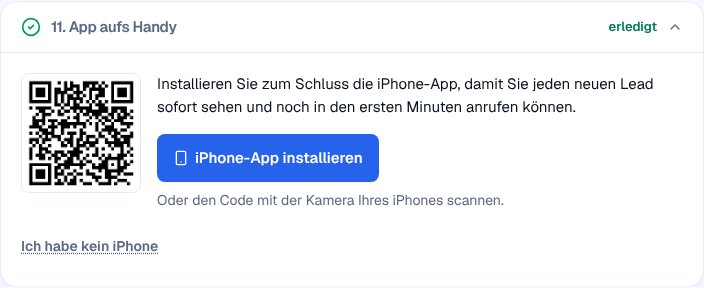 11. App aufs Handy
erledigt
Installieren Sie zum Schluss die iPhone-App, damit Sie jeden neuen Lead
sofort sehen und noch in den ersten Minuten anrufen können.
iPhone-App installieren
Oder den Code mit der Kamera Ihres iPhones scannen.
Ich habe kein iPhone